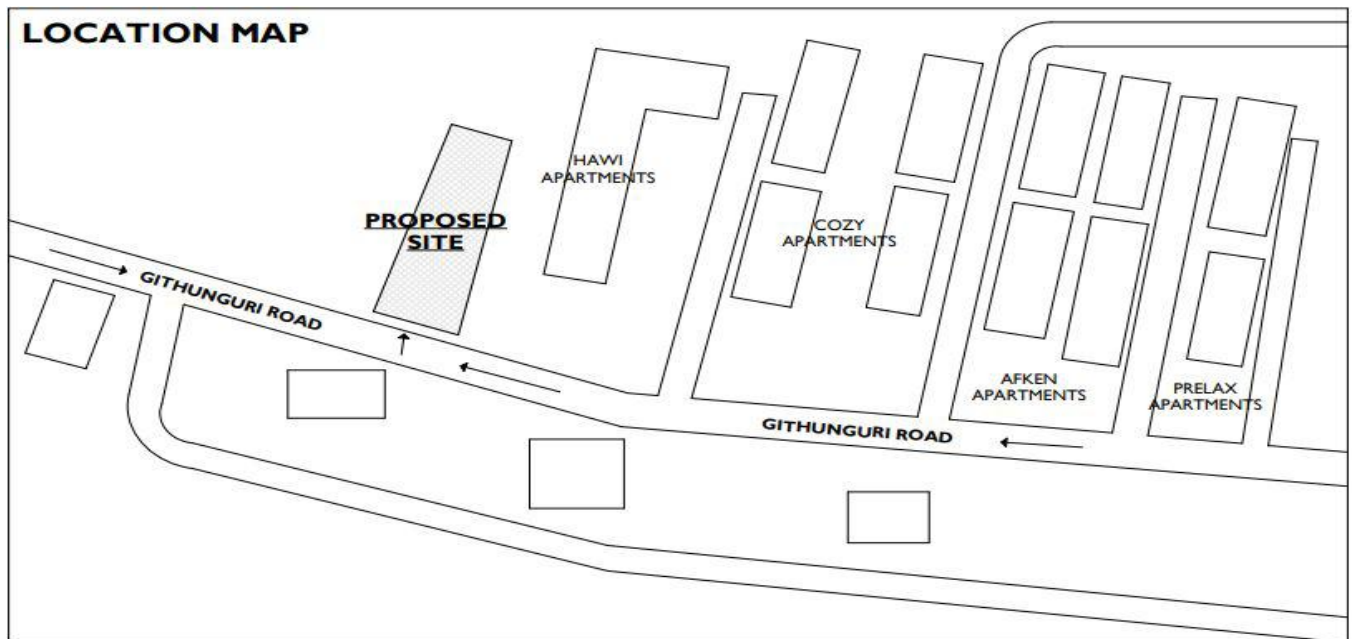 LOCATION MAP
HAWI
APARTMENTS
PROPOSED
SITE
COZY
APARTMENTS
GITHUNGURI ROAD
AFKEN
APARTMENTS
PRELAX
APARTMENTS
GITHUNGURI ROAD